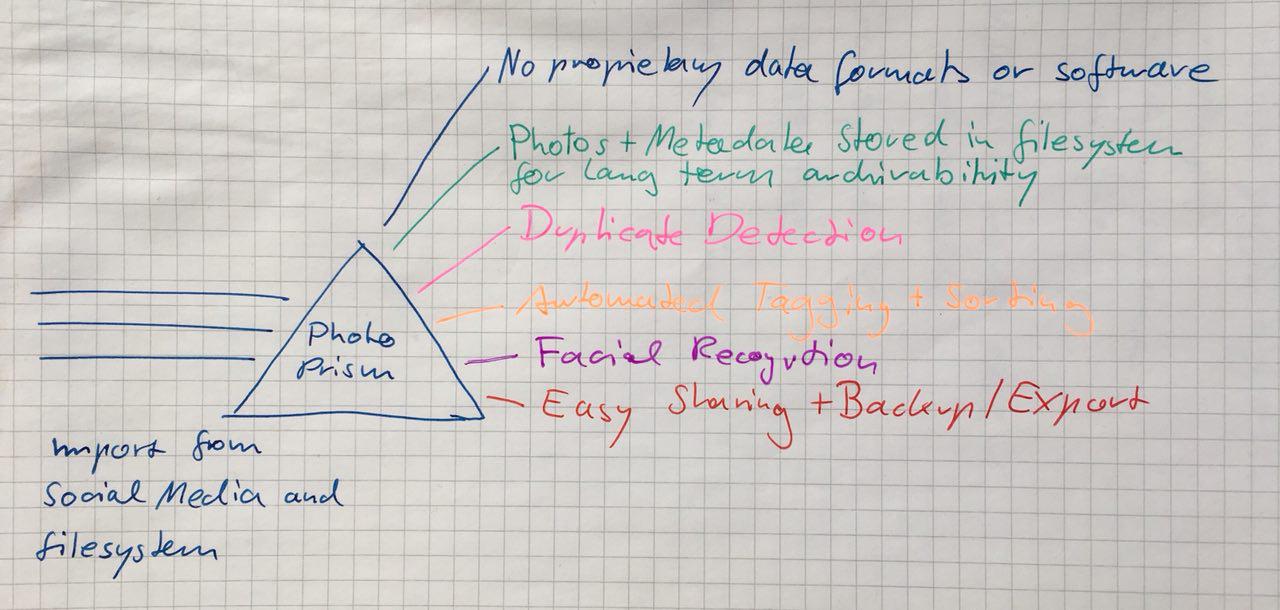 No proprietary data formats or software
Photos + Metadata stored in filesystem
for long term archivability
Duplicate Detection
Automated Tagging + Sorting
Photo
Prism
Facial Recognition
Easy Sharing + Backup / Export
Import from
Social Media and
filesystem